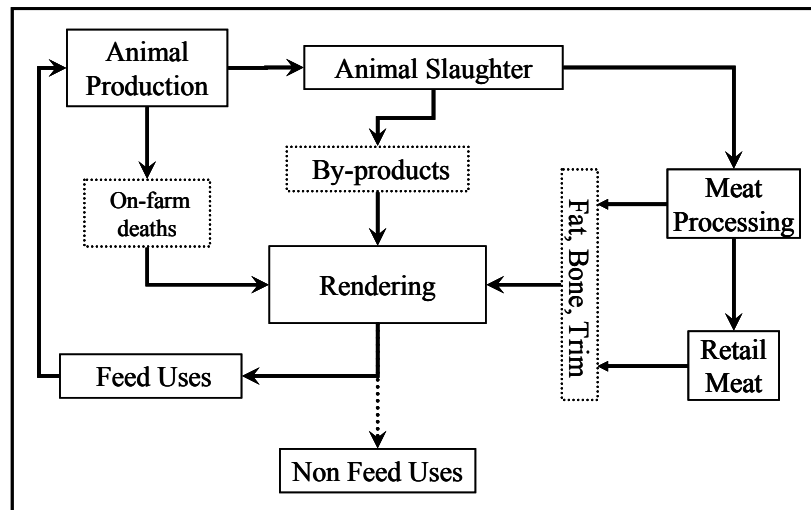 Animal
Production
Animal Slaughter
By-products
On-farm
deaths
Fat, Bone, Trim
Meat
Processing
Rendering
Retail
Meat
Feed Uses
Non Feed Uses